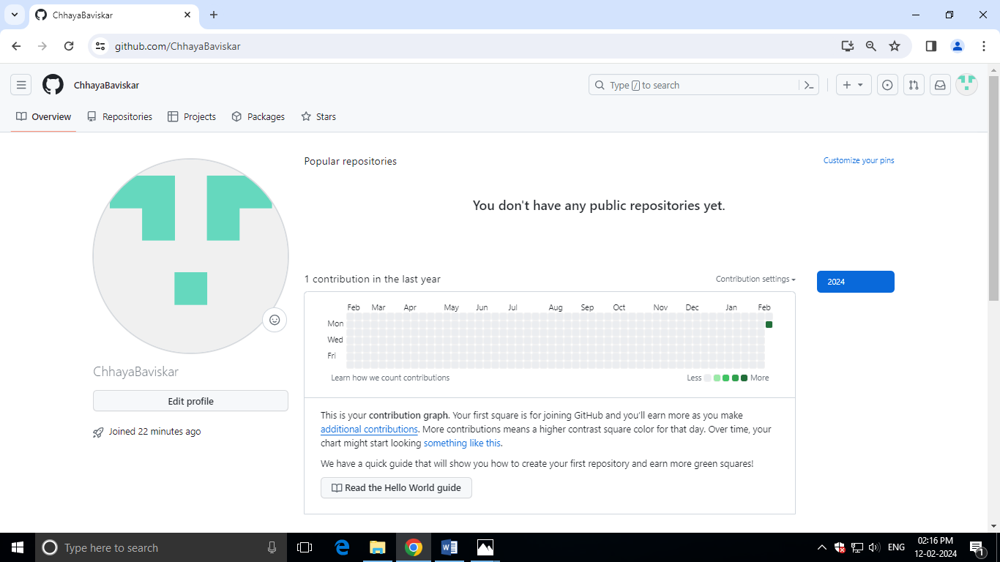 ChhayaBaviskar
github.com/ChhayaBaviskar
ChhayaBaviskar
Type / to search
Overview
Repositories
Projects
Packages
Stars
Popular repositories
Customize your pins
You don't have any public repositories yet.
1 contribution in the last year
Contribution settings
2024
Feb Mar Apr May Jun Jul Aug Sep Oct Nov Dec Jan Feb
Mon
Wed
Fri
Learn how we count contributions
Less More
ChhayaBaviskar
Edit profile
Joined 22 minutes ago
This is your contribution graph. Your first square is for joining GitHub and you'll earn more as you make
additional contributions. More contributions means a higher contrast square color for that day. Over time, your
chart might start looking something like this.
We have a quick guide that will show you how to create your first repository and earn more green squares!
Read the Hello World guide
Type here to search
ENG
02:16 PM
12-02-2024
1